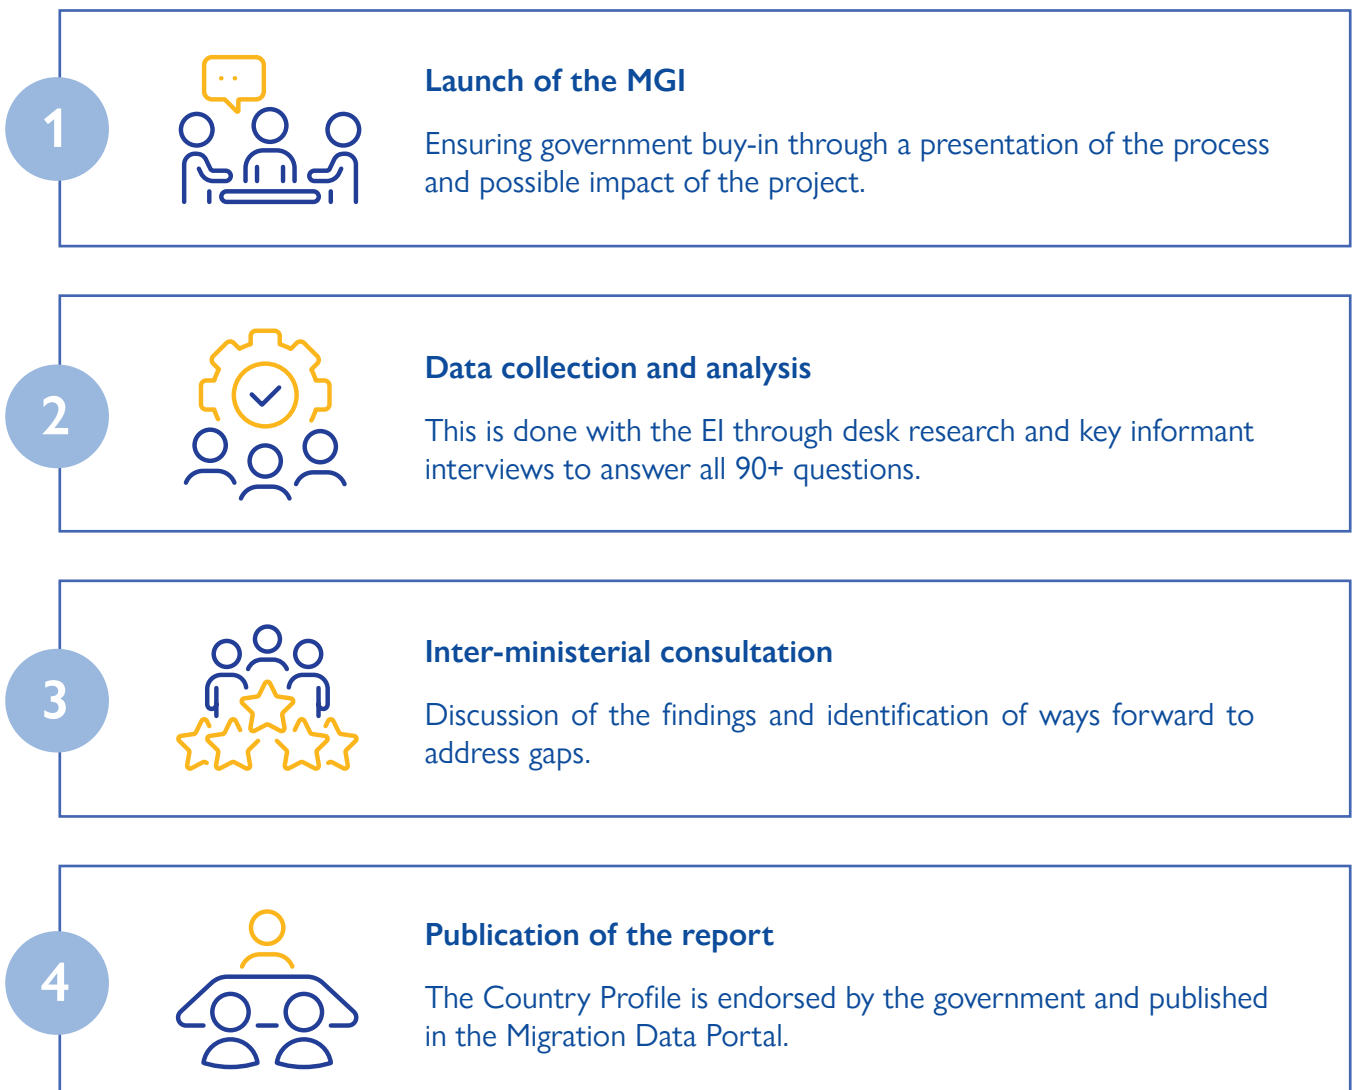 1
Launch of the MGI
Ensuring government buy-in through a presentation of the process
and possible impact of the project.
2
Data collection and analysis
This is done with the EI through desk research and key informant
interviews to answer all 90+ questions.
3
Inter-ministerial consultation
Discussion of the findings and identification of ways forward to
address gaps.
4
Publication of the report
The Country Profile is endorsed by the government and published
in the Migration Data Portal.